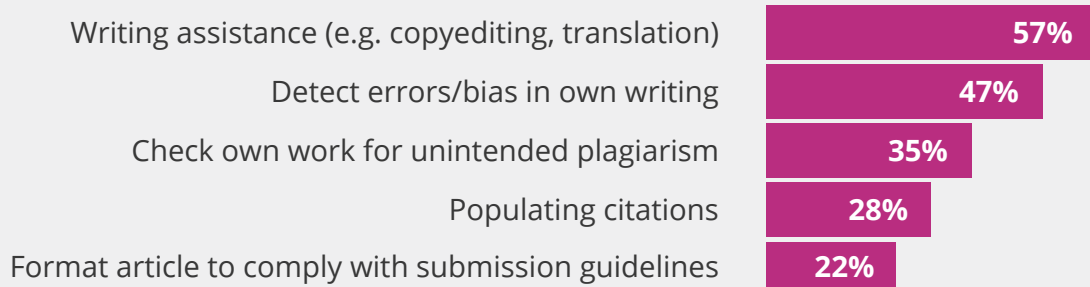 Writing assistance (e.g. copyediting, translation) 57%
Detect errors/bias in own writing 47%
Check own work for unintended plagiarism 35%
Populating citations 28%
Format article to comply with submission guidelines 22%